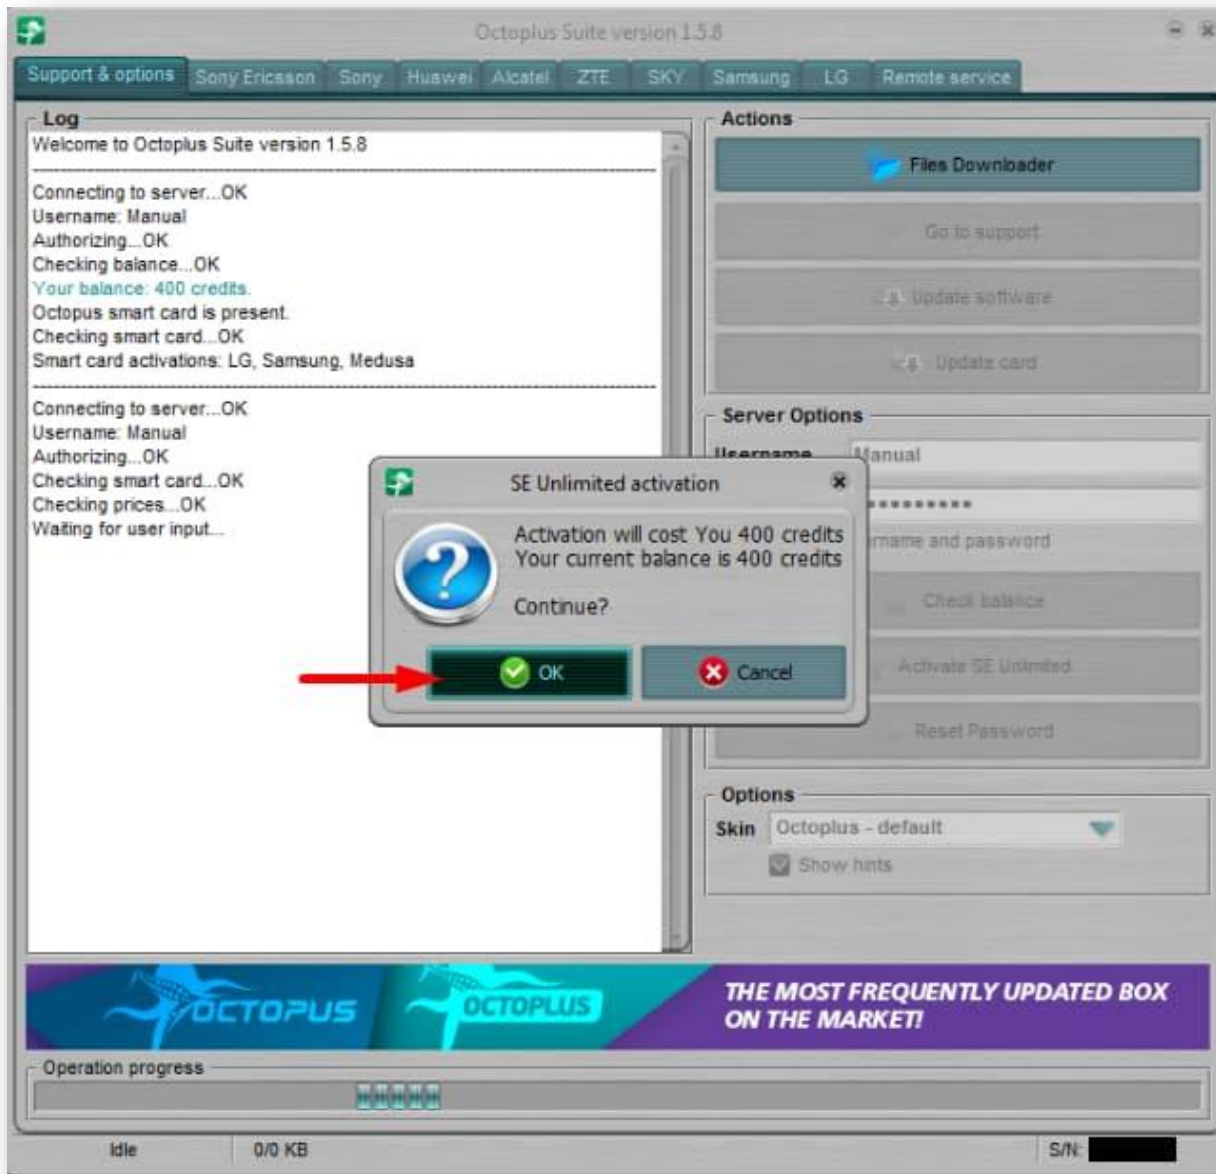 Octoplus Suite version 1.5.8
Support & options Sony Ericsson Sony Huawei Alcatel ZTE SKY Samsung LG Remote service
Log
Welcome to Octoplus Suite version 1.5.8
Connecting to server...OK
Username: Manual
Authorizing...OK
Checking balance...OK
Your balance: 400 credits.
Octopus smart card is present.
Checking smart card...OK
Smart card activations: LG, Samsung, Medusa
Connecting to server...OK
Username: Manual
Authorizing...OK
Checking smart card...OK
Checking prices...OK
Waiting for user input...
Actions
Files Downloader
Go to support
Update software
Update card
Server Options
Username Manual
and password
Check balance
Activate SE Unlimited
Reset Password
SE Unlimited activation
Activation will cost You 400 credits
Your current balance is 400 credits
Continue?
OK
Cancel
Options
Skin Octoplus - default
Show hints
OCTOPUS
OCTOPLUS
THE MOST FREQUENTLY UPDATED BOX
ON THE MARKET!
Operation progress
Idle 0/0 KB S/N: